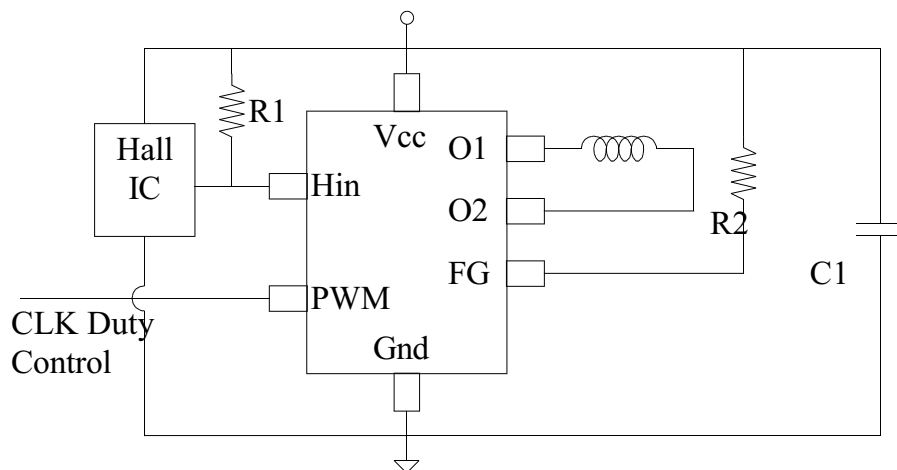 R1
Hall
IC
Vcc
O1
Hin
O2
R2
FG
C1
PWM
CLK Duty
Control
Gnd